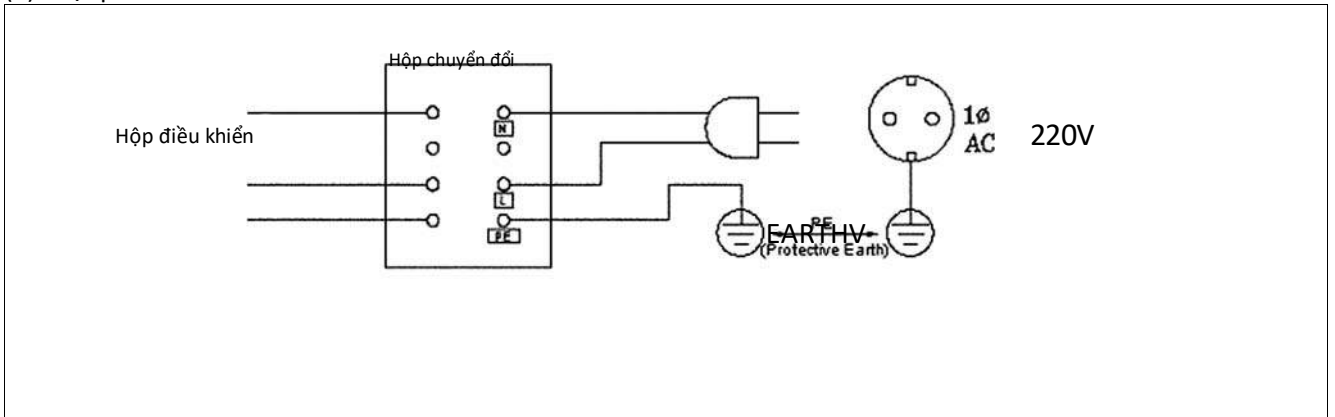 Hộp chuyển đổi
Hộp điều khiển
N
L
PE
1ø
AC
220V
PE
EARTHV
(Protective Earth)